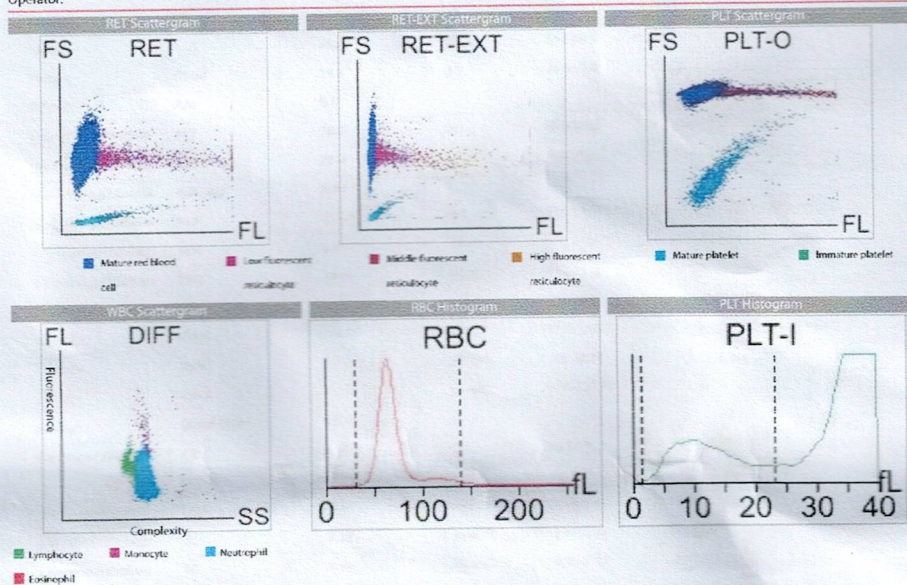 Operator:
RET Scattergram
RET-EXT Scattergram
PLT Scattergram
FS RET
FL
FS RET-EXT
FL
FS PLT-O
FL
Mature red blood cell
Low fluorescent reticulocyte
Middle fluorescent reticulocyte
High fluorescent reticulocyte
Mature platelet
Immature platelet
WBC Scattergram
RBC Histogram
PLT Histogram
FL DIFF
Fluorescence
SS
Complexity
RBC
fL
0 100 200
PLT-I
fL
0 10 20 30 40
Lymphocyte
Monocyte
Neutrophil
Eosinophil